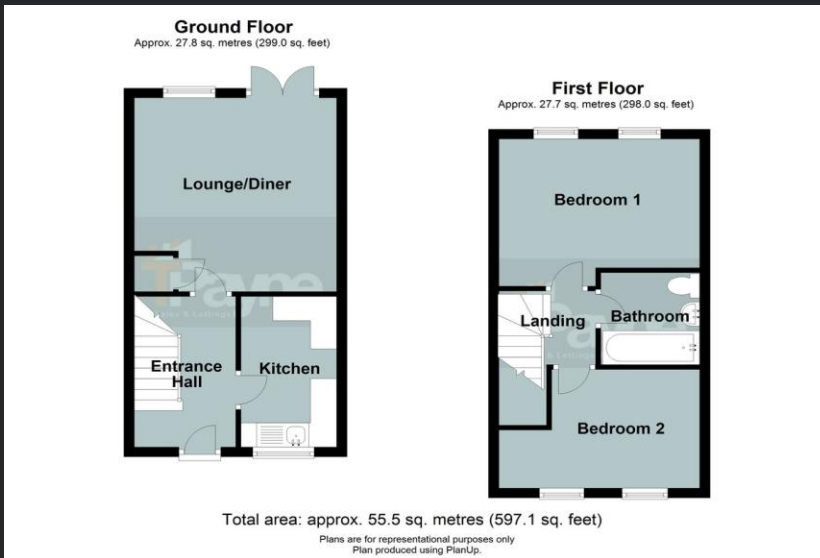 Ground Floor
Approx. 27.8 sq. metres (299.0 sq. feet)
First Floor
Approx. 27.7 sq. metres (298.0 sq. feet)
Lounge/Diner
Bedroom 1
Payne
Landing
Bathroom
Entrance
Hall
Kitchen
Bedroom 2
Total area: approx. 55.5 sq. metres (597.1 sq. feet)
Plans are for representational purposes only
Plan produced using PlanUp.